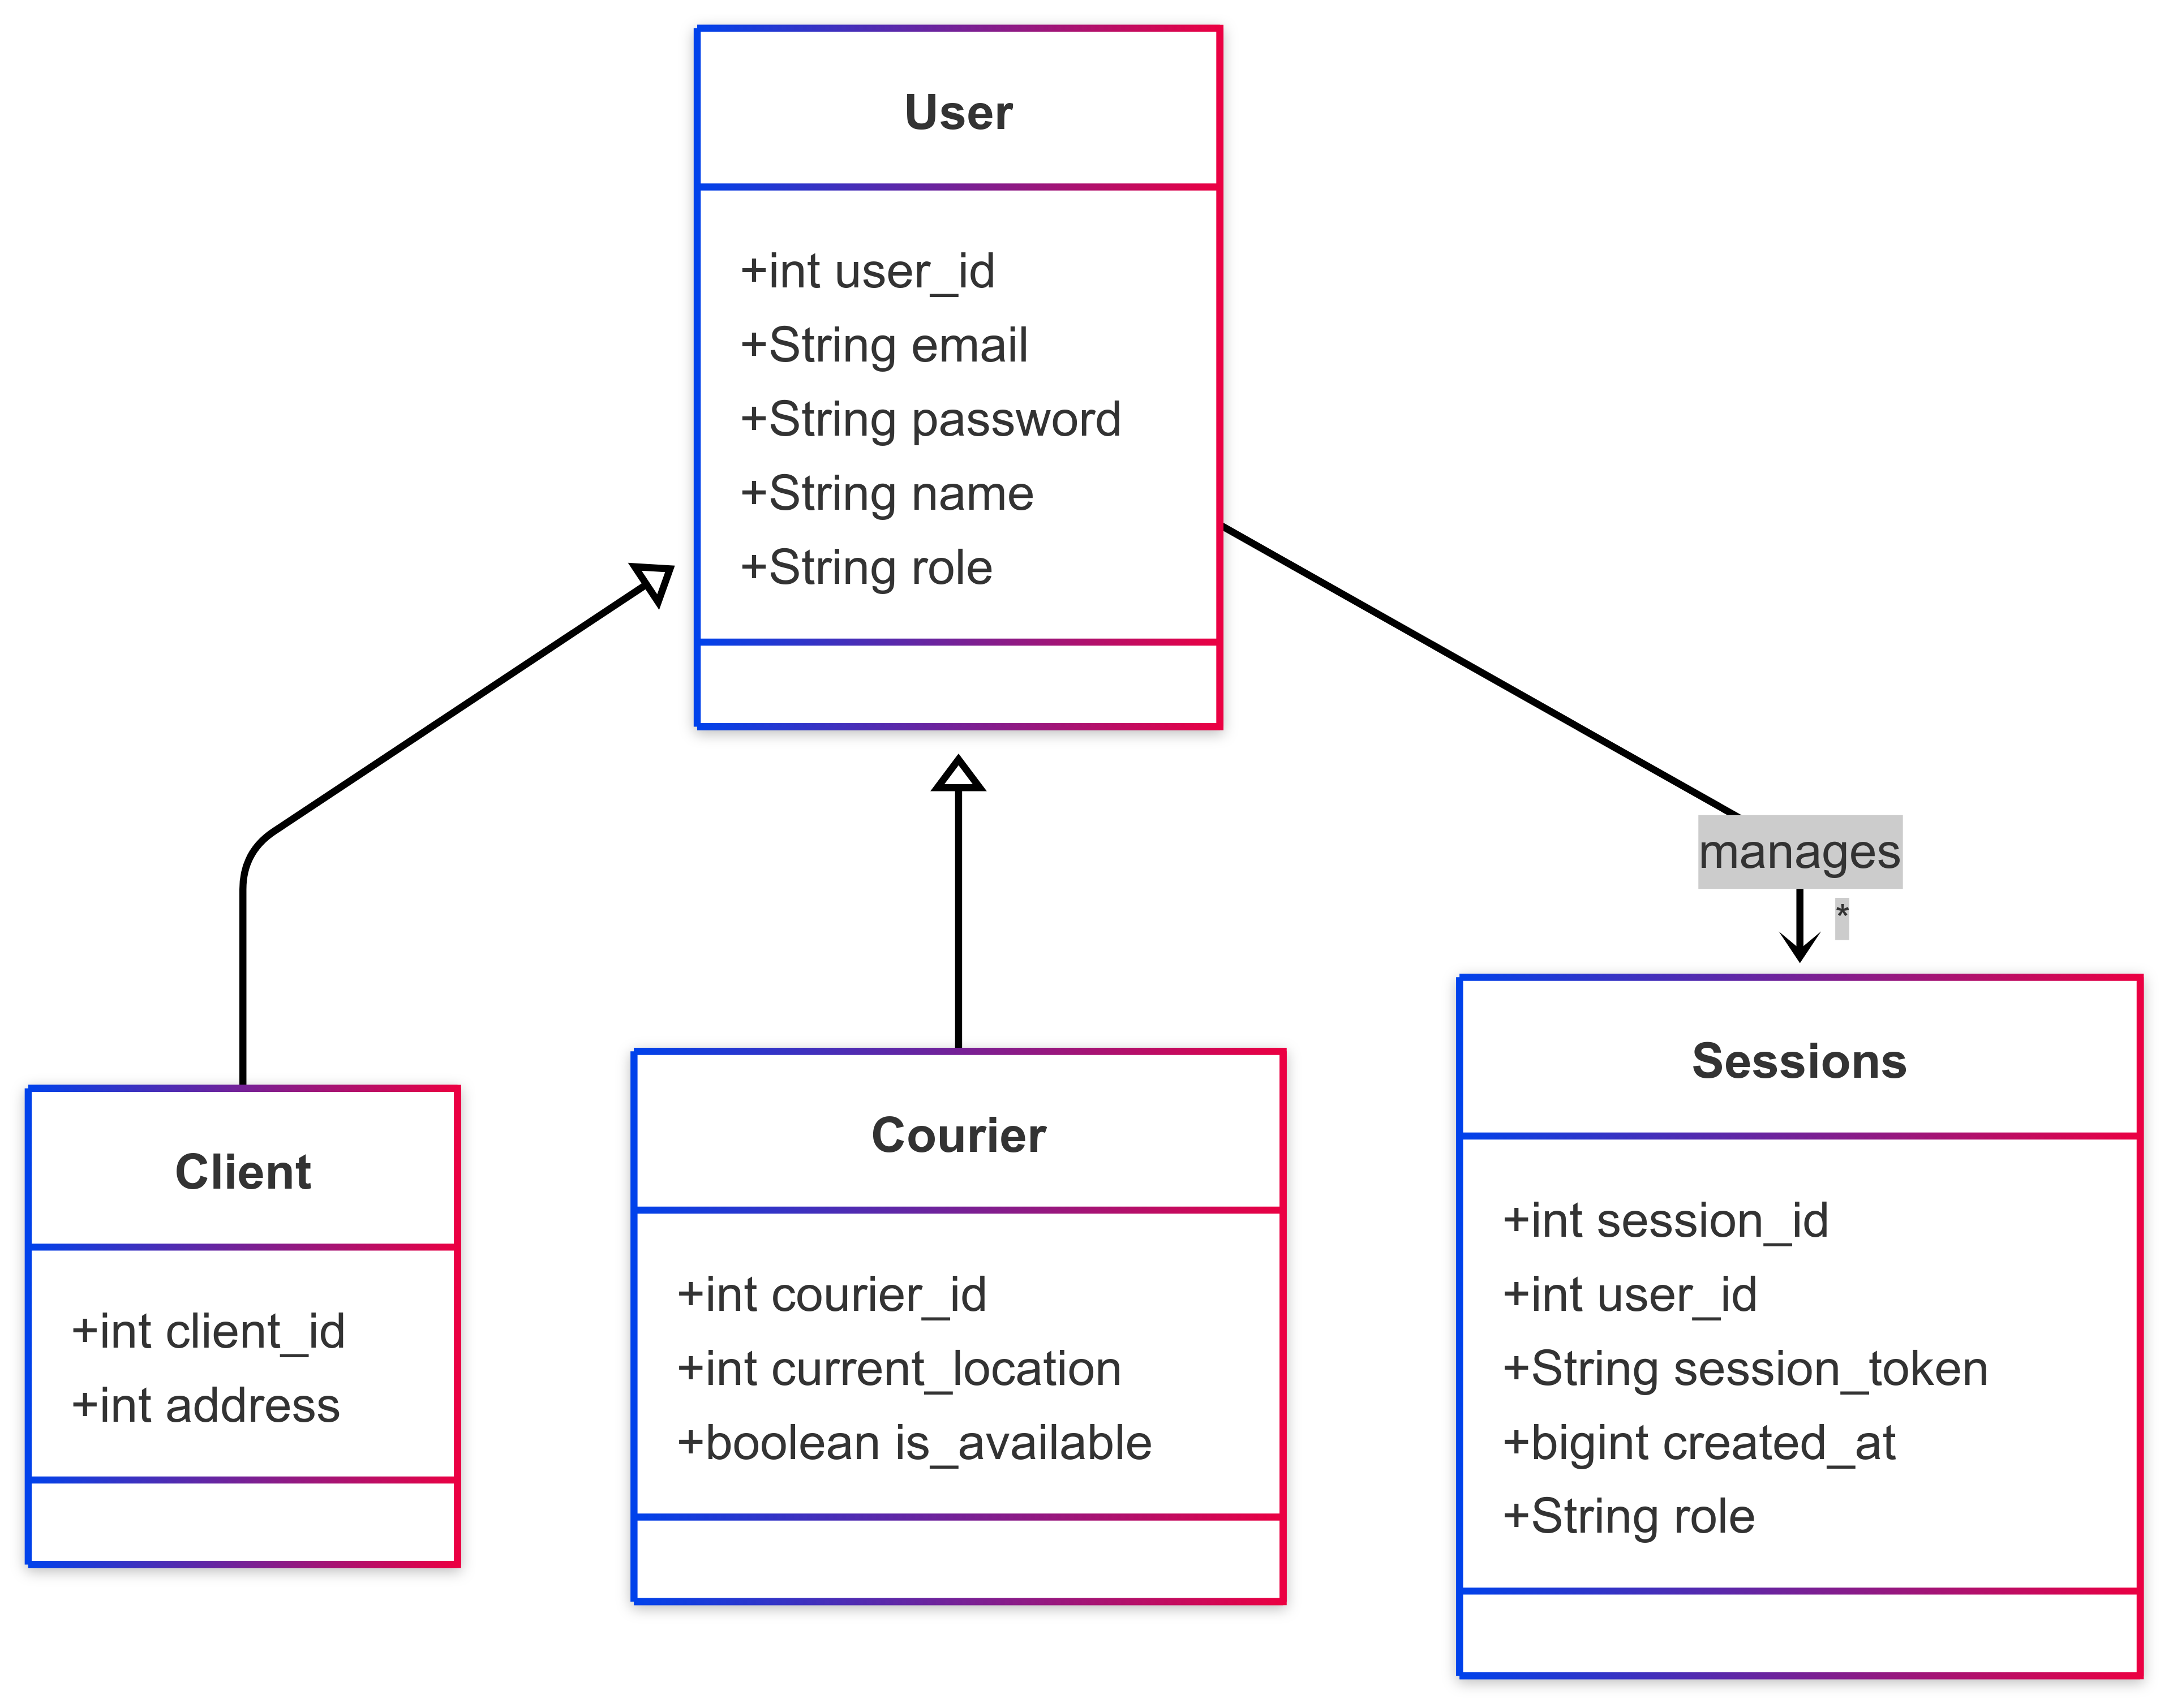 User
+int user_id
+String email
+String password
+String name
+String role
manages
*
Client
+int client_id
+int address
Courier
+int courier_id
+int current_location
+boolean is_available
Sessions
+int session_id
+int user_id
+String session_token
+bigint created_at
+String role